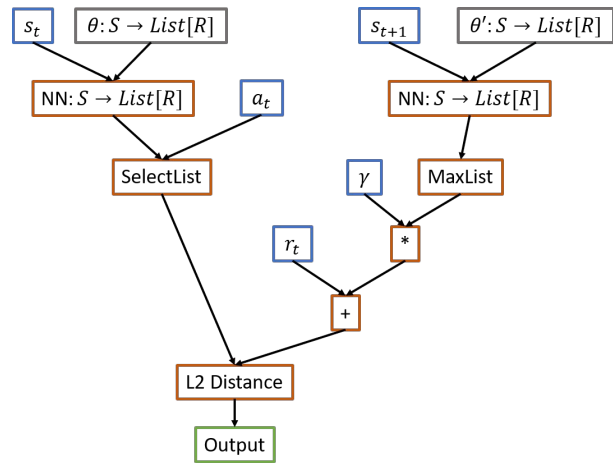 s_t
θ: S → List[R]
s_{t+1}
θ′: S → List[R]
NN: S → List[R]
a_t
NN: S → List[R]
SelectList
γ
MaxList
r_t
*
+
L2 Distance
Output